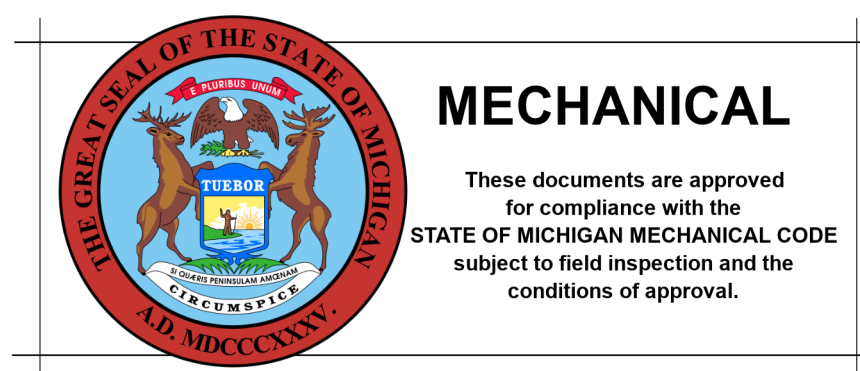 THE GREAT SEAL OF THE STATE OF MICHIGAN
E PLURIBUS UNUM
TUEBOR
SI QUÆRIS PENINSULAM AMŒNAM
CIRCUMSPICE
A.D. MDCCCXXXV.
MECHANICAL
These documents are approved
for compliance with the
STATE OF MICHIGAN MECHANICAL CODE
subject to field inspection and the
conditions of approval.